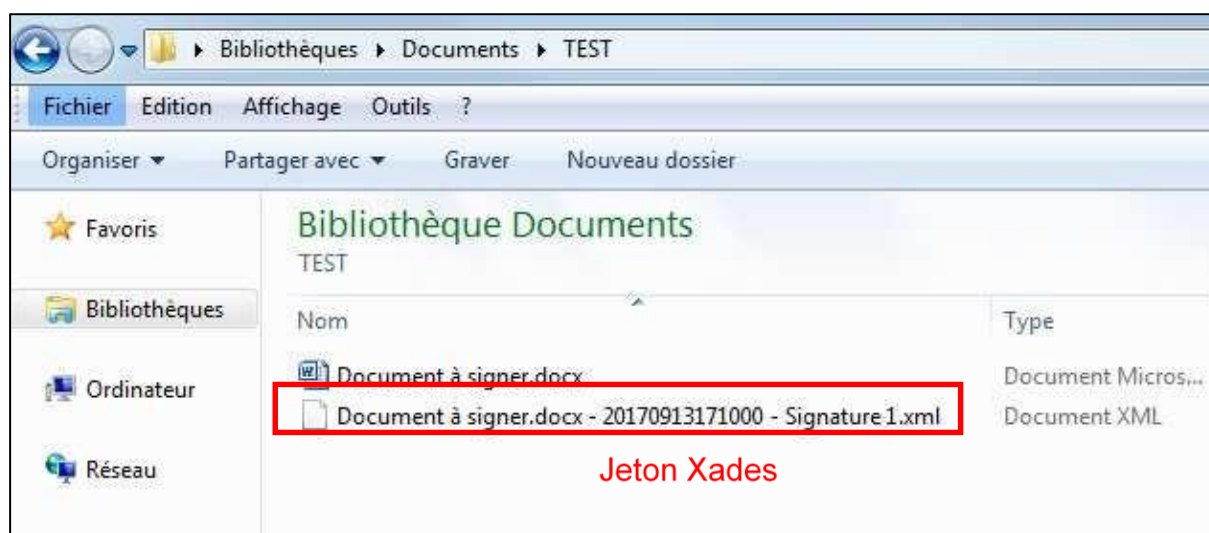 Bibliothèques Documents TEST
Fichier Edition Affichage Outils ?
Organiser Partager avec Graver Nouveau dossier
Favoris
Bibliothèque Documents
TEST
Bibliothèques
Nom Type
Ordinateur
Document à signer.docx Document Micros...
Document à signer.docx - 20170913171000 - Signature 1.xml Document XML
Réseau
Jeton Xades